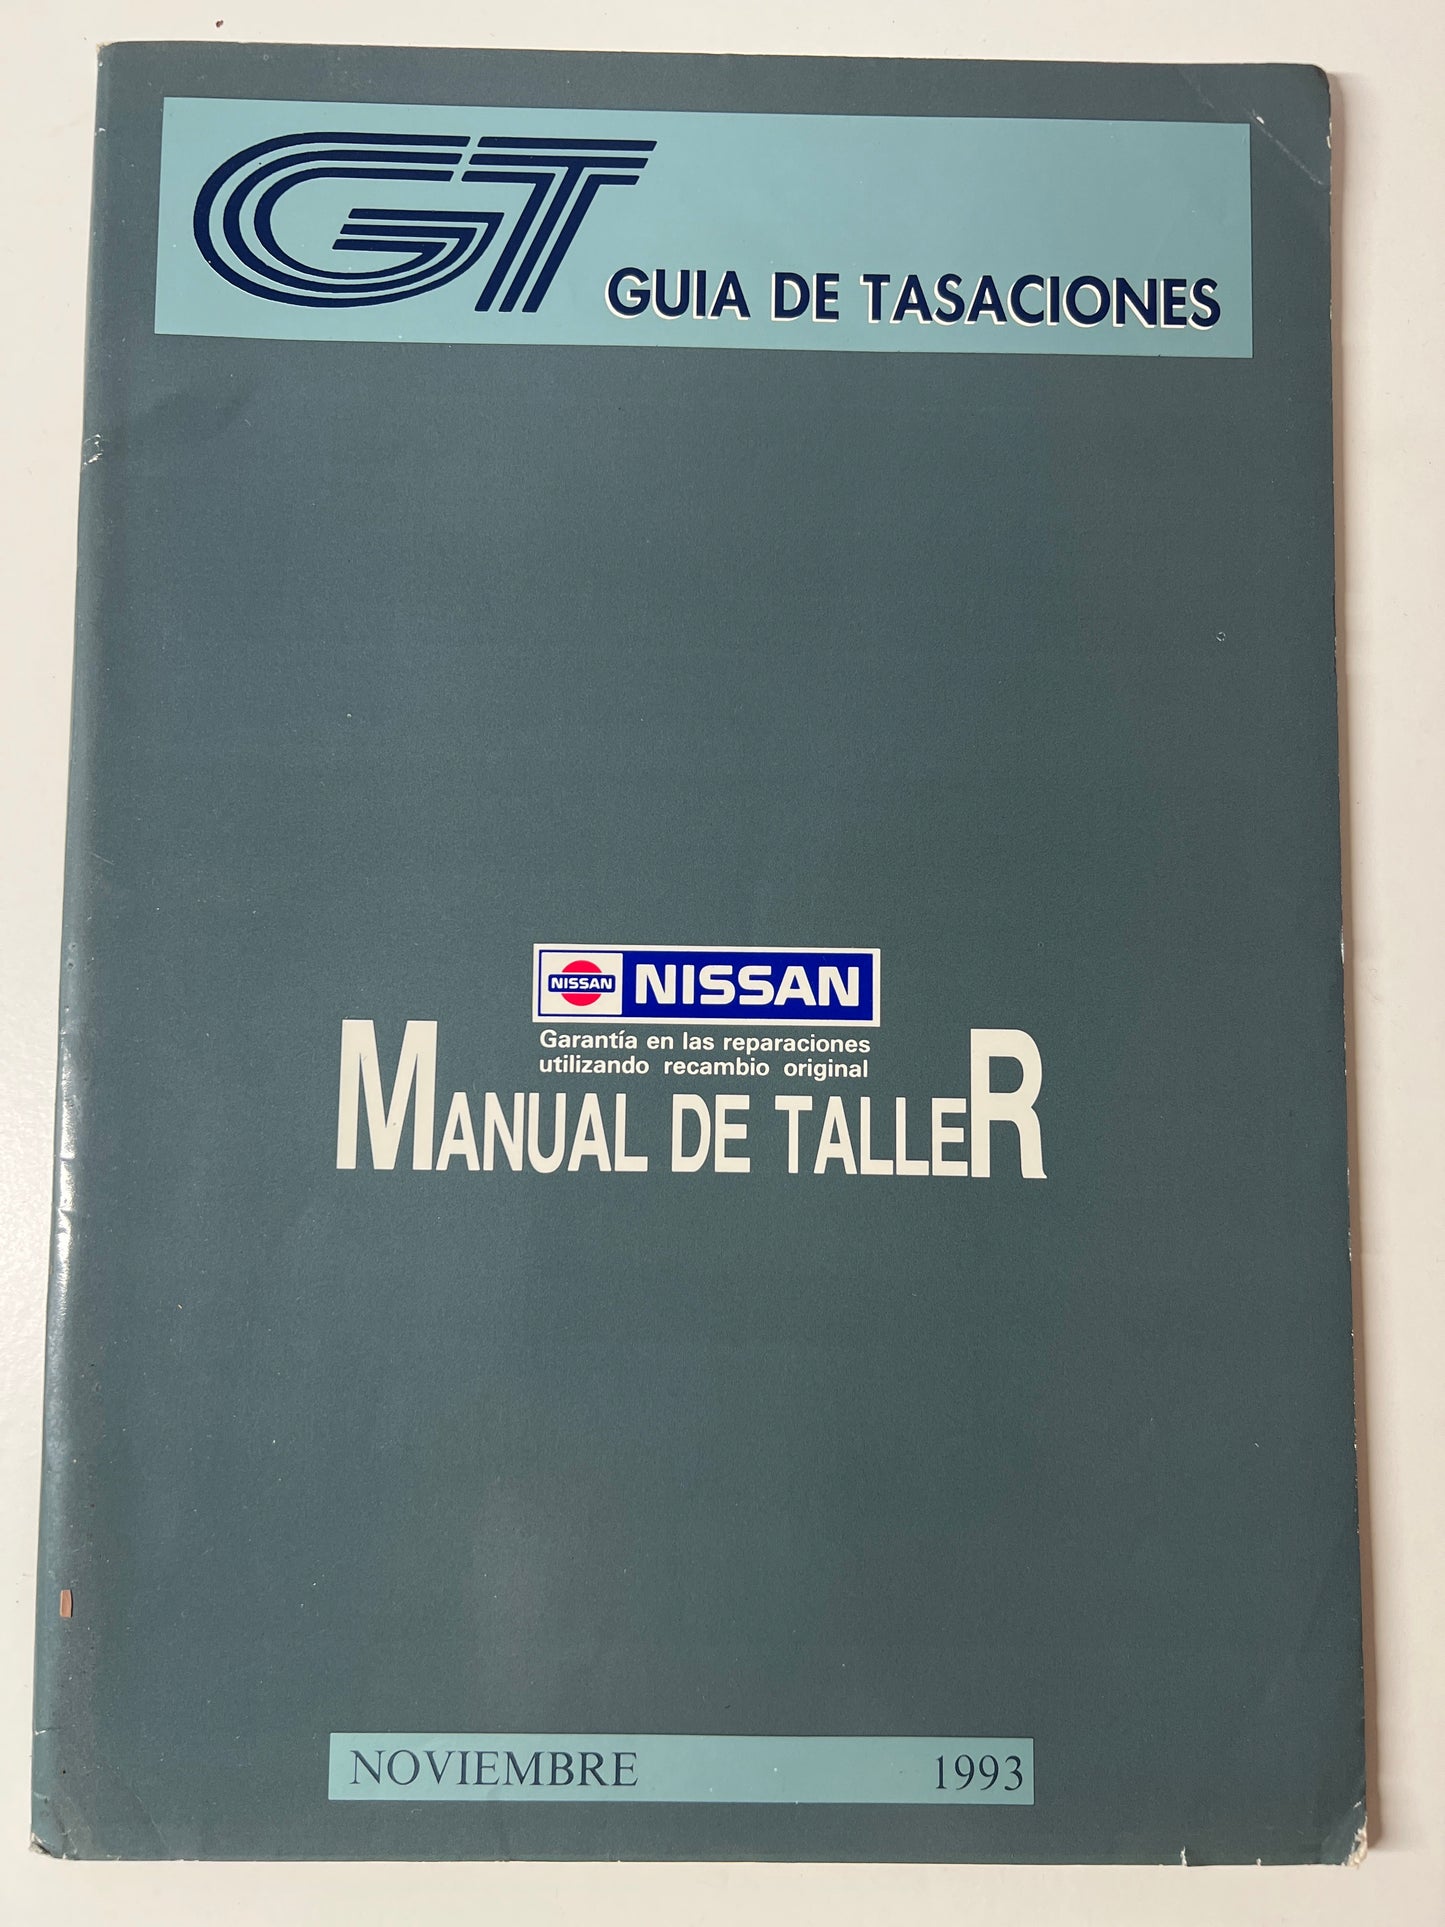 GT GUIA DE TASACIONES
NISSAN NISSAN
Garantía en las reparaciones
utilizando recambio original
MANUAL DE TALLER
NOVIEMBRE 1993